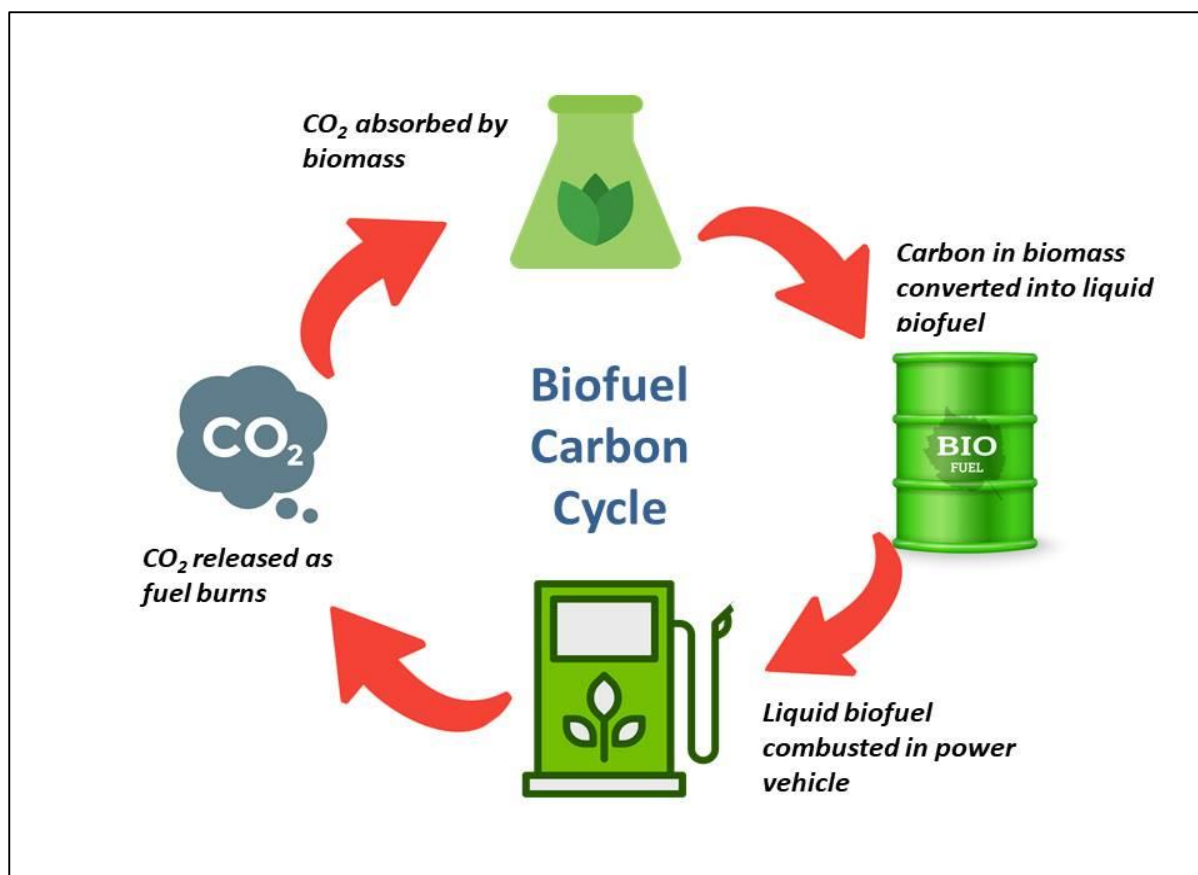 CO₂ absorbed by
biomass
Carbon in biomass
converted into liquid
biofuel
BIO
FUEL
Biofuel
Carbon
Cycle
CO₂
CO₂ released as
fuel burns
Liquid biofuel
combusted in power
vehicle